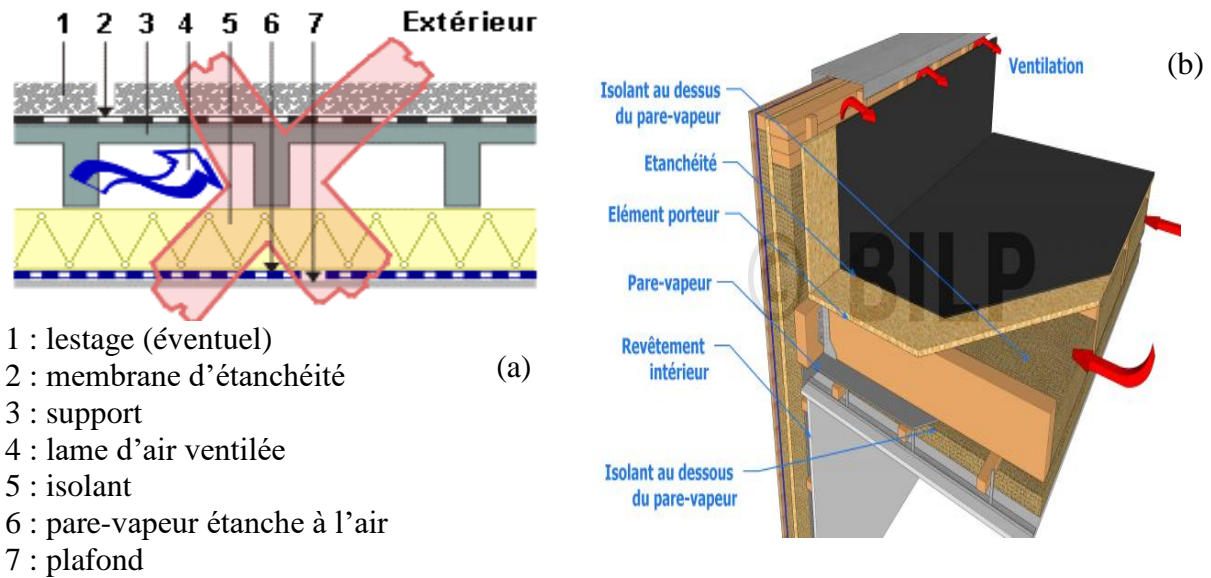 1 2 3 4 5 6 7 Extérieur
1 : lestage (éventuel)
2 : membrane d’étanchéité
3 : support
4 : lame d’air ventilée
5 : isolant
6 : pare-vapeur étanche à l’air
7 : plafond
(a)
Ventilation
(b)
Isolant au dessus
du pare-vapeur
Etanchéité
Elément porteur
Pare-vapeur
Revêtement
intérieur
Isolant au dessous
du pare-vapeur
© BILP